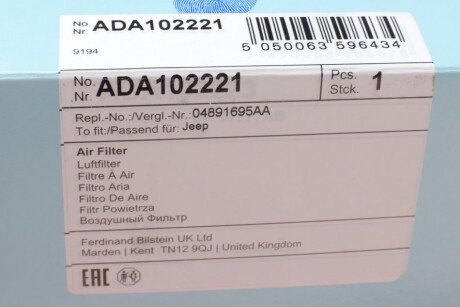 No.
Nr. ADA102221
9194
5 050063 596434
No.
Nr. ADA102221
Pcs.
Stck. 1
Repl.-No.:/Vergl.-Nr.: 04891695AA
To fit:/Passend für: Jeep
Air Filter
Luftfilter
Filtre À Air
Filtro Aria
Filtro De Aire
Filtr Powietrza
Воздушный Фильтр
Ferdinand Bilstein UK Ltd
Marden | Kent TN12 9QJ | United Kingdom
EAC